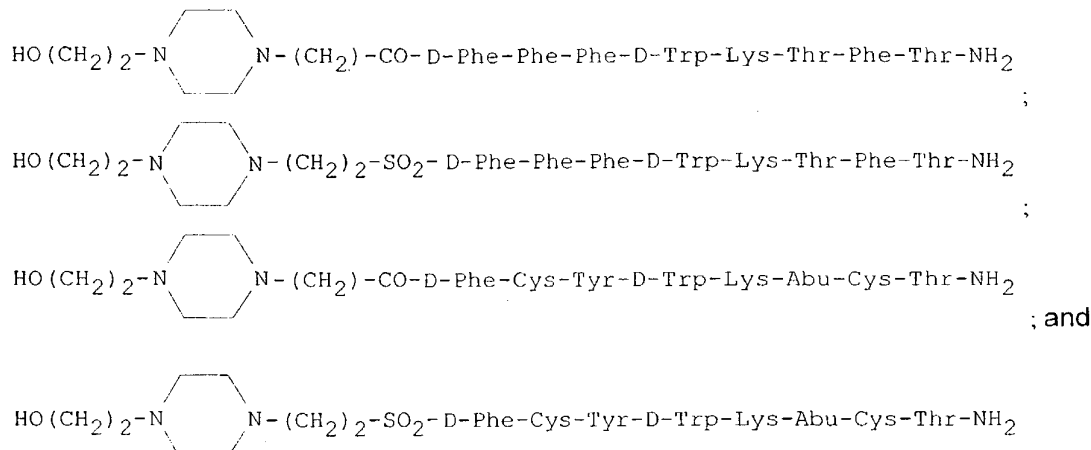 HO(CH2)2-N N-(CH2)-CO-D-Phe-Phe-Phe-D-Trp-Lys-Thr-Phe-Thr-NH2 ;
HO(CH2)2-N N-(CH2)2-SO2-D-Phe-Phe-Phe-D-Trp-Lys-Thr-Phe-Thr-NH2 ;
HO(CH2)2-N N-(CH2)-CO-D-Phe-Cys-Tyr-D-Trp-Lys-Abu-Cys-Thr-NH2 ; and
HO(CH2)2-N N-(CH2)2-SO2-D-Phe-Cys-Tyr-D-Trp-Lys-Abu-Cys-Thr-NH2